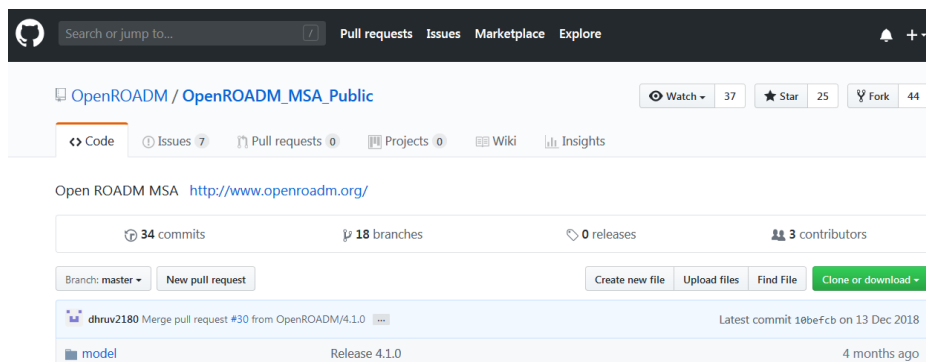 Search or jump to... / Pull requests Issues Marketplace Explore
OpenROADM / OpenROADM_MSA_Public Watch 37 Star 25 Fork 44
Code Issues 7 Pull requests 0 Projects 0 Wiki Insights
Open ROADM MSA http://www.openroadm.org/
34 commits 18 branches 0 releases 3 contributors
Branch: master New pull request Create new file Upload files Find File Clone or download
dhruv2180 Merge pull request #30 from OpenROADM/4.1.0 ... Latest commit 10befcb on 13 Dec 2018
model Release 4.1.0 4 months ago